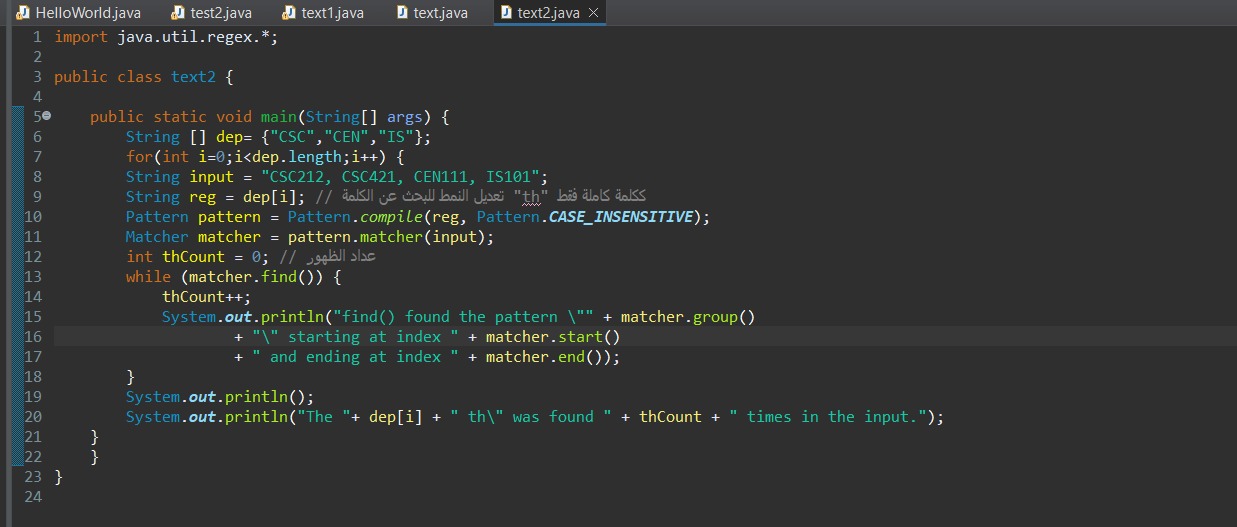 HelloWorld.java test2.java text1.java text.java text2.java
1 import java.util.regex.*;
2
3 public class text2 {
4
5 public static void main(String[] args) {
6 String [] dep= {"CSC","CEN","IS"};
7 for(int i=0;i<dep.length;i++) {
8 String input = "CSC212, CSC421, CEN111, IS101";
9 String reg = dep[i]; // تعديل النمط للبحث عن الكلمة "th" ككلمة كاملة فقط
10 Pattern pattern = Pattern.compile(reg, Pattern.CASE_INSENSITIVE);
11 Matcher matcher = pattern.matcher(input);
12 int thCount = 0; // عداد الظهور
13 while (matcher.find()) {
14 thCount++;
15 System.out.println("find() found the pattern \"" + matcher.group()
16 + "\" starting at index " + matcher.start()
17 + " and ending at index " + matcher.end());
18 }
19 System.out.println();
20 System.out.println("The "+ dep[i] + " th\" was found " + thCount + " times in the input.");
21 }
22 }
23 }
24